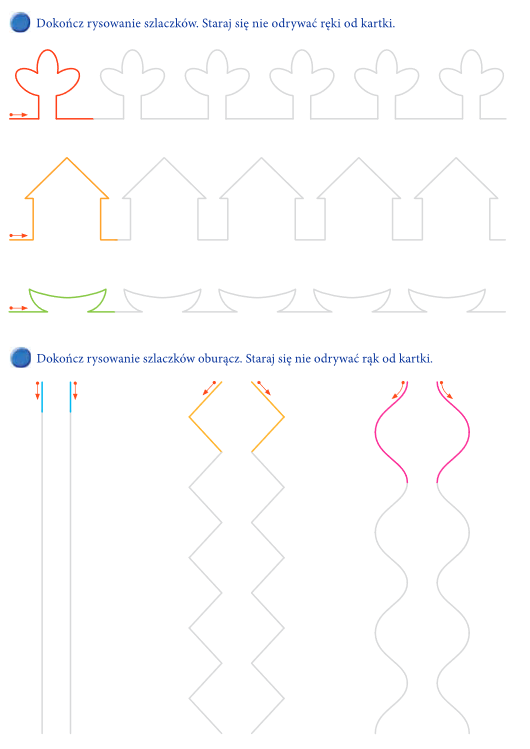 Dokończ rysowanie szlaczków. Staraj się nie odrywać ręki od kartki.
Dokończ rysowanie szlaczków oburącz. Staraj się nie odrywać rąk od kartki.